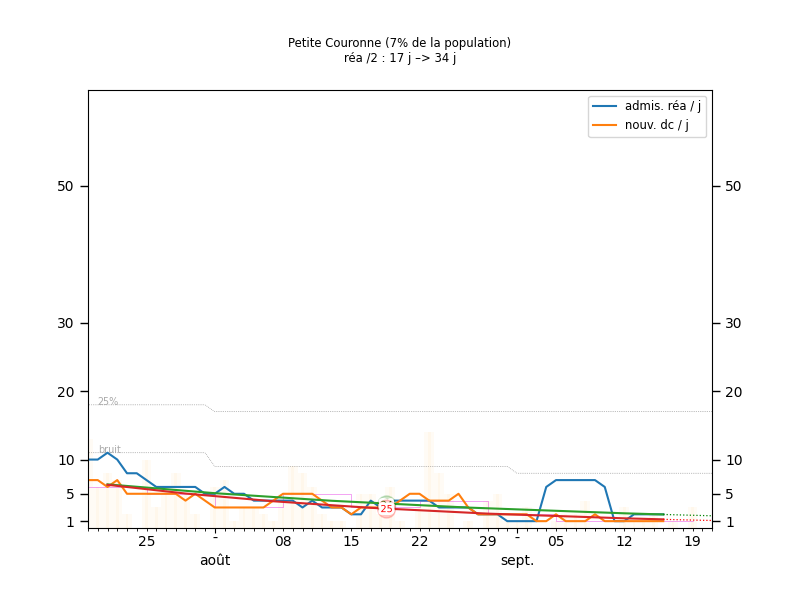 Petite Couronne (7% de la population)
réa /2 : 17 j –> 34 j
admis. réa / j
nouv. dc / j
50 50
30 30
20 20
25%
bruit
10 10
5 5
25
1 1
25 - 08 15 22 29 - 05 12 19
août sept.